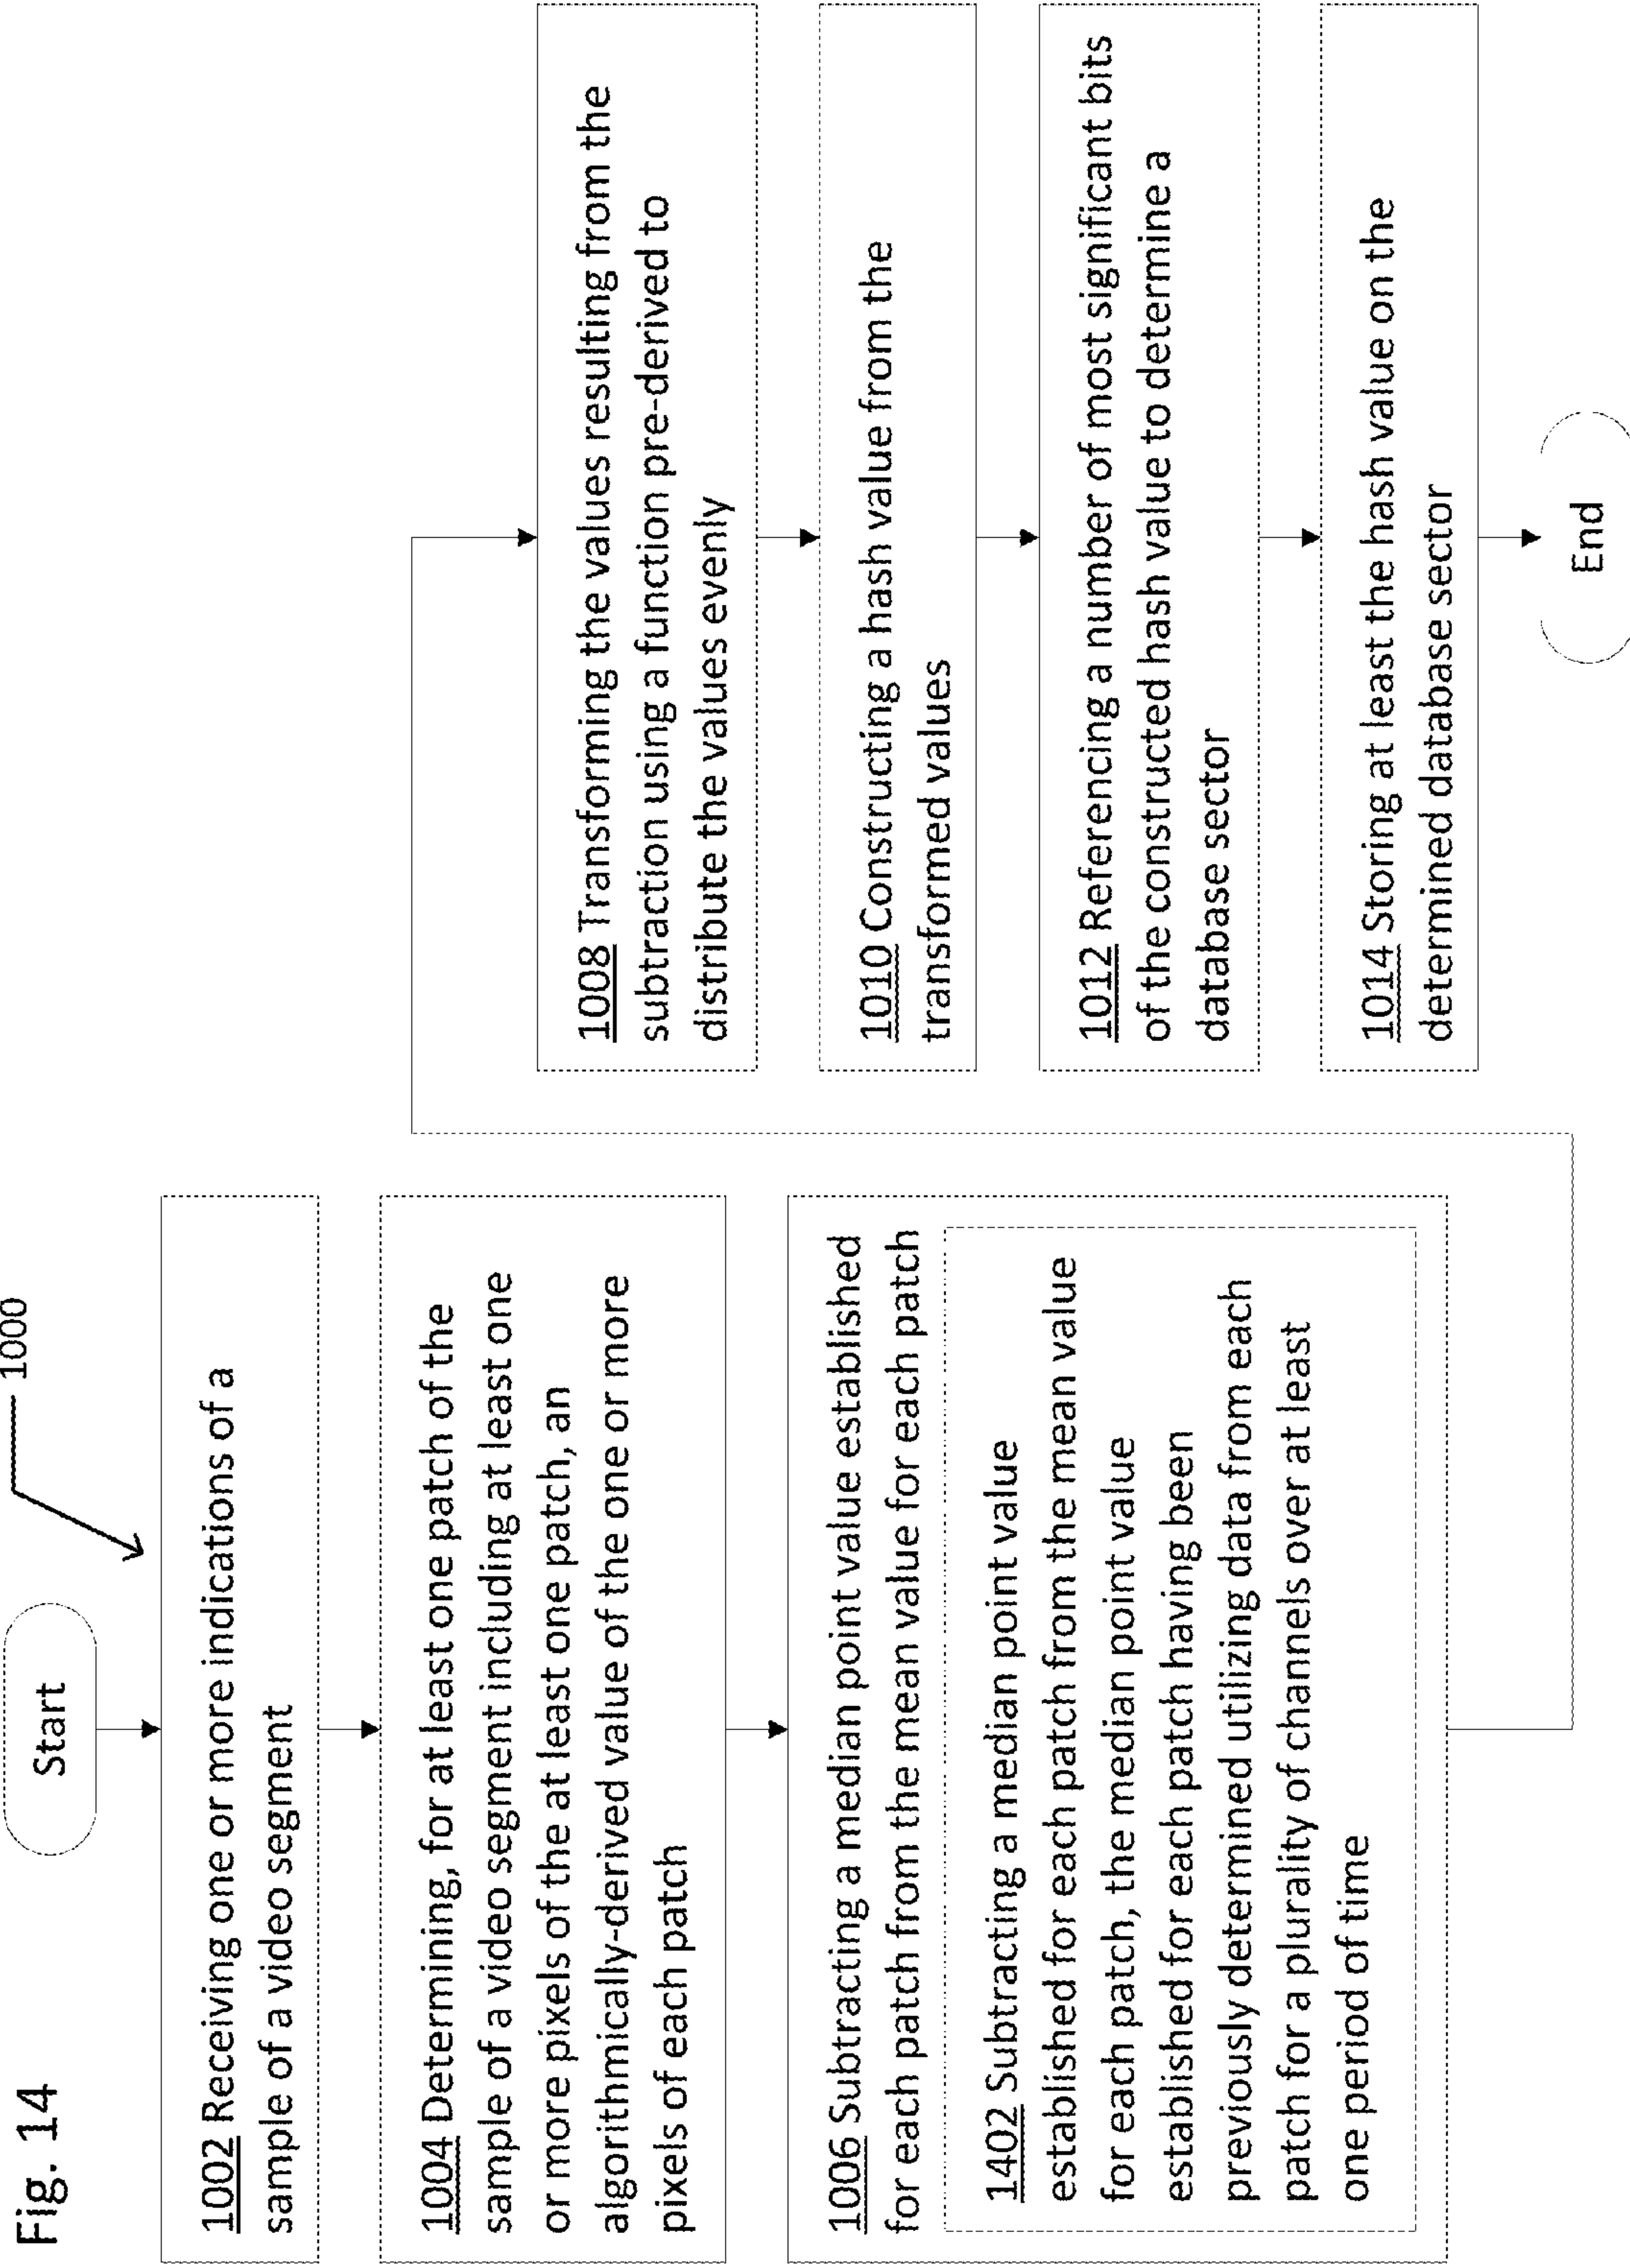 Fig. 14
1000
Start
1002 Receiving one or more indications of a
sample of a video segment
1004 Determining, for at least one patch of the
sample of a video segment including at least one
or more pixels of the at least one patch, an
algorithmically-derived value of the one or more
pixels of each patch
1006 Subtracting a median point value established
for each patch from the mean value for each patch
1402 Subtracting a median point value
established for each patch from the mean value
for each patch, the median point value
established for each patch having been
previously determined utilizing data from each
patch for a plurality of channels over at least
one period of time
1008 Transforming the values resulting from the
subtraction using a function pre-derived to
distribute the values evenly
1010 Constructing a hash value from the
transformed values
1012 Referencing a number of most significant bits
of the constructed hash value to determine a
database sector
1014 Storing at least the hash value on the
determined database sector
End